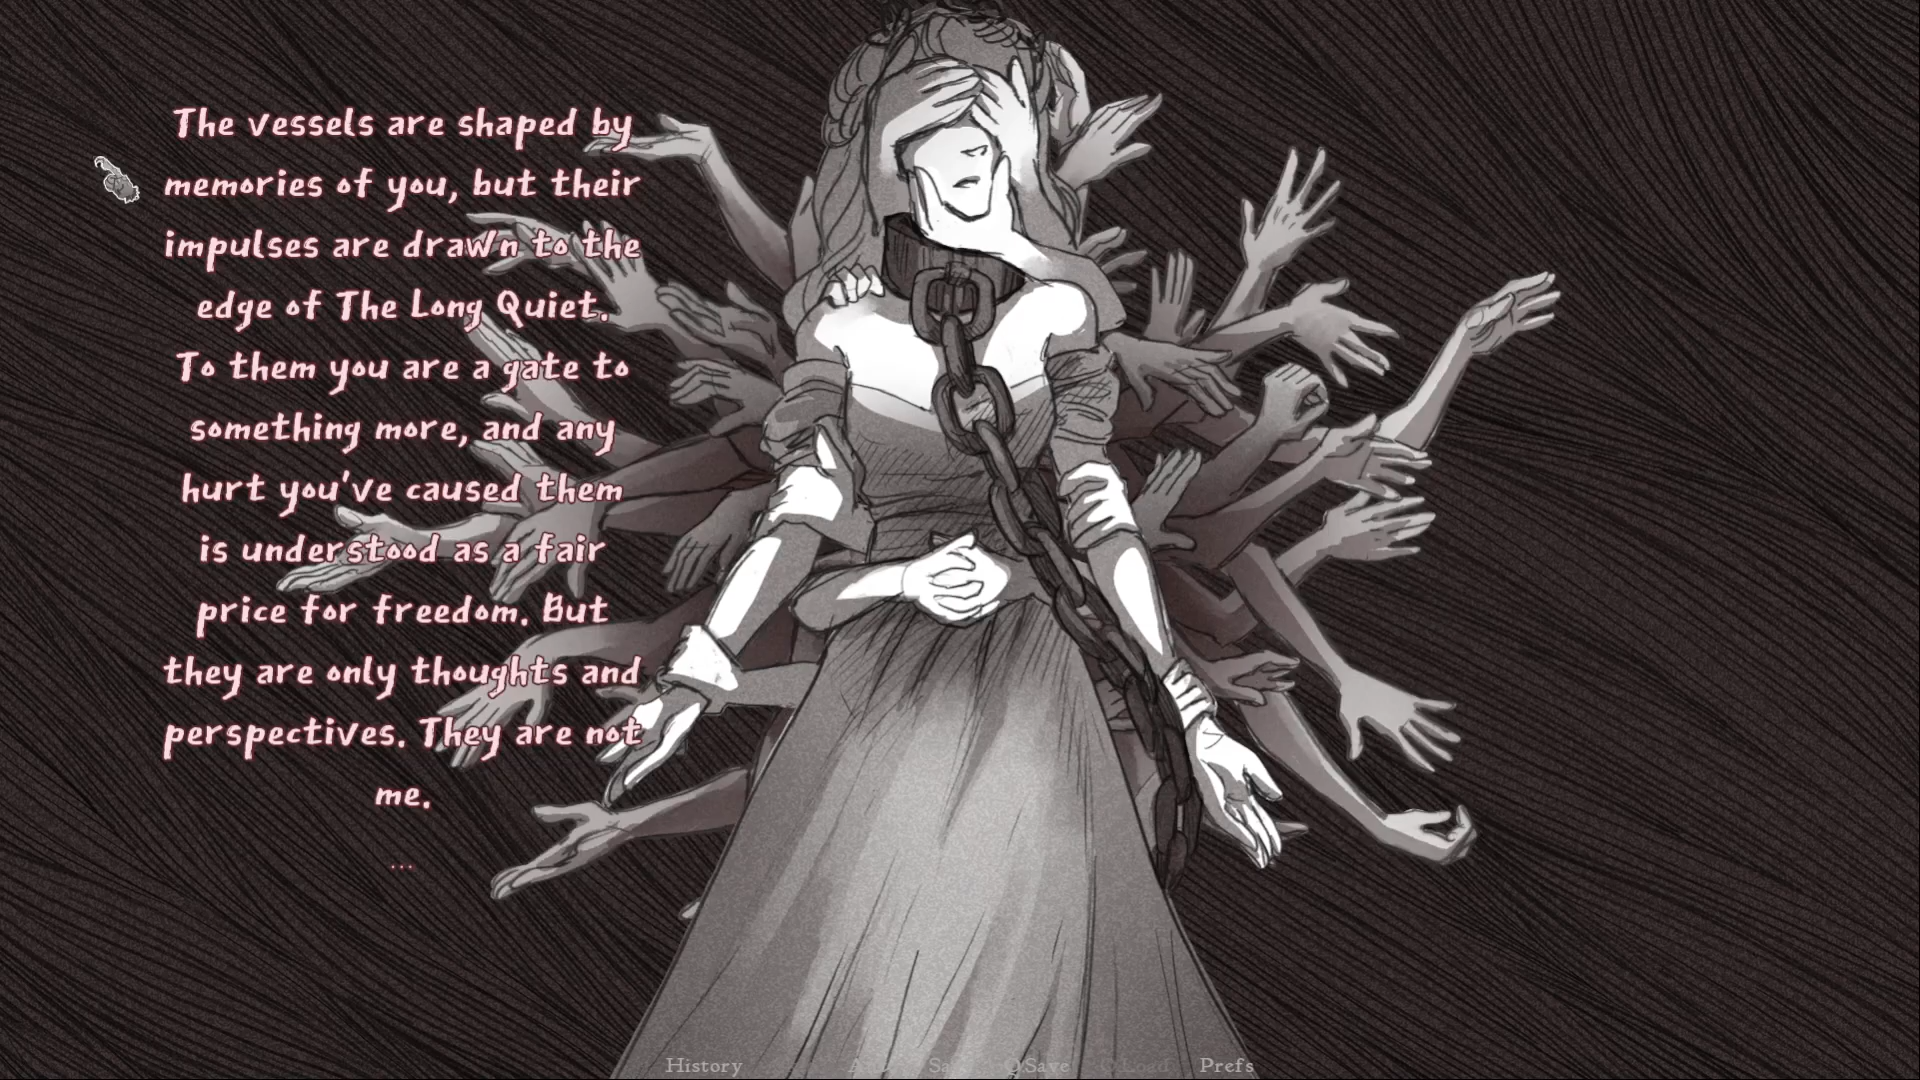 The vessels are shaped by
memories of you, but their
impulses are drawn to the
edge of The Long Quiet.
To them you are a gate to
something more, and any
hurt you've caused them
is understood as a fair
price for freedom. But
they are only thoughts and
perspectives. They are not
me.
...
History Q.Save Q.Load Prefs